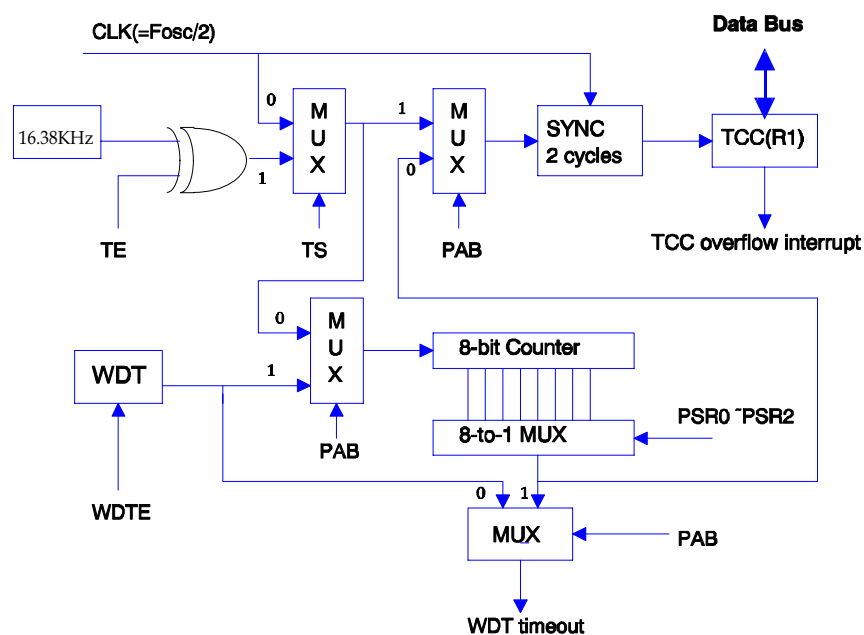 CLK(=Fosc/2)
Data Bus
0
M
U
X
1
M
U
X
16.38KHz
SYNC
2 cycles
TCC(R1)
1
0
TE
TS
PAB
TCC overflow interrupt
0
M
U
X
8-bit Counter
WDT
1
PAB
8-to-1 MUX
PSR0 ~PSR2
WDTE
0
1
MUX
PAB
WDT timeout